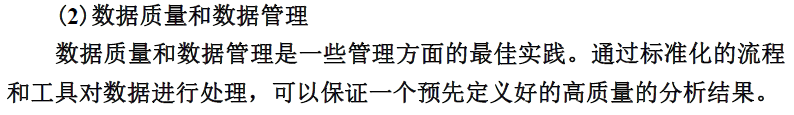 (2)数据质量和数据管理
数据质量和数据管理是一些管理方面的最佳实践。通过标准化的流程
和工具对数据进行处理，可以保证一个预先定义好的高质量的分析结果。